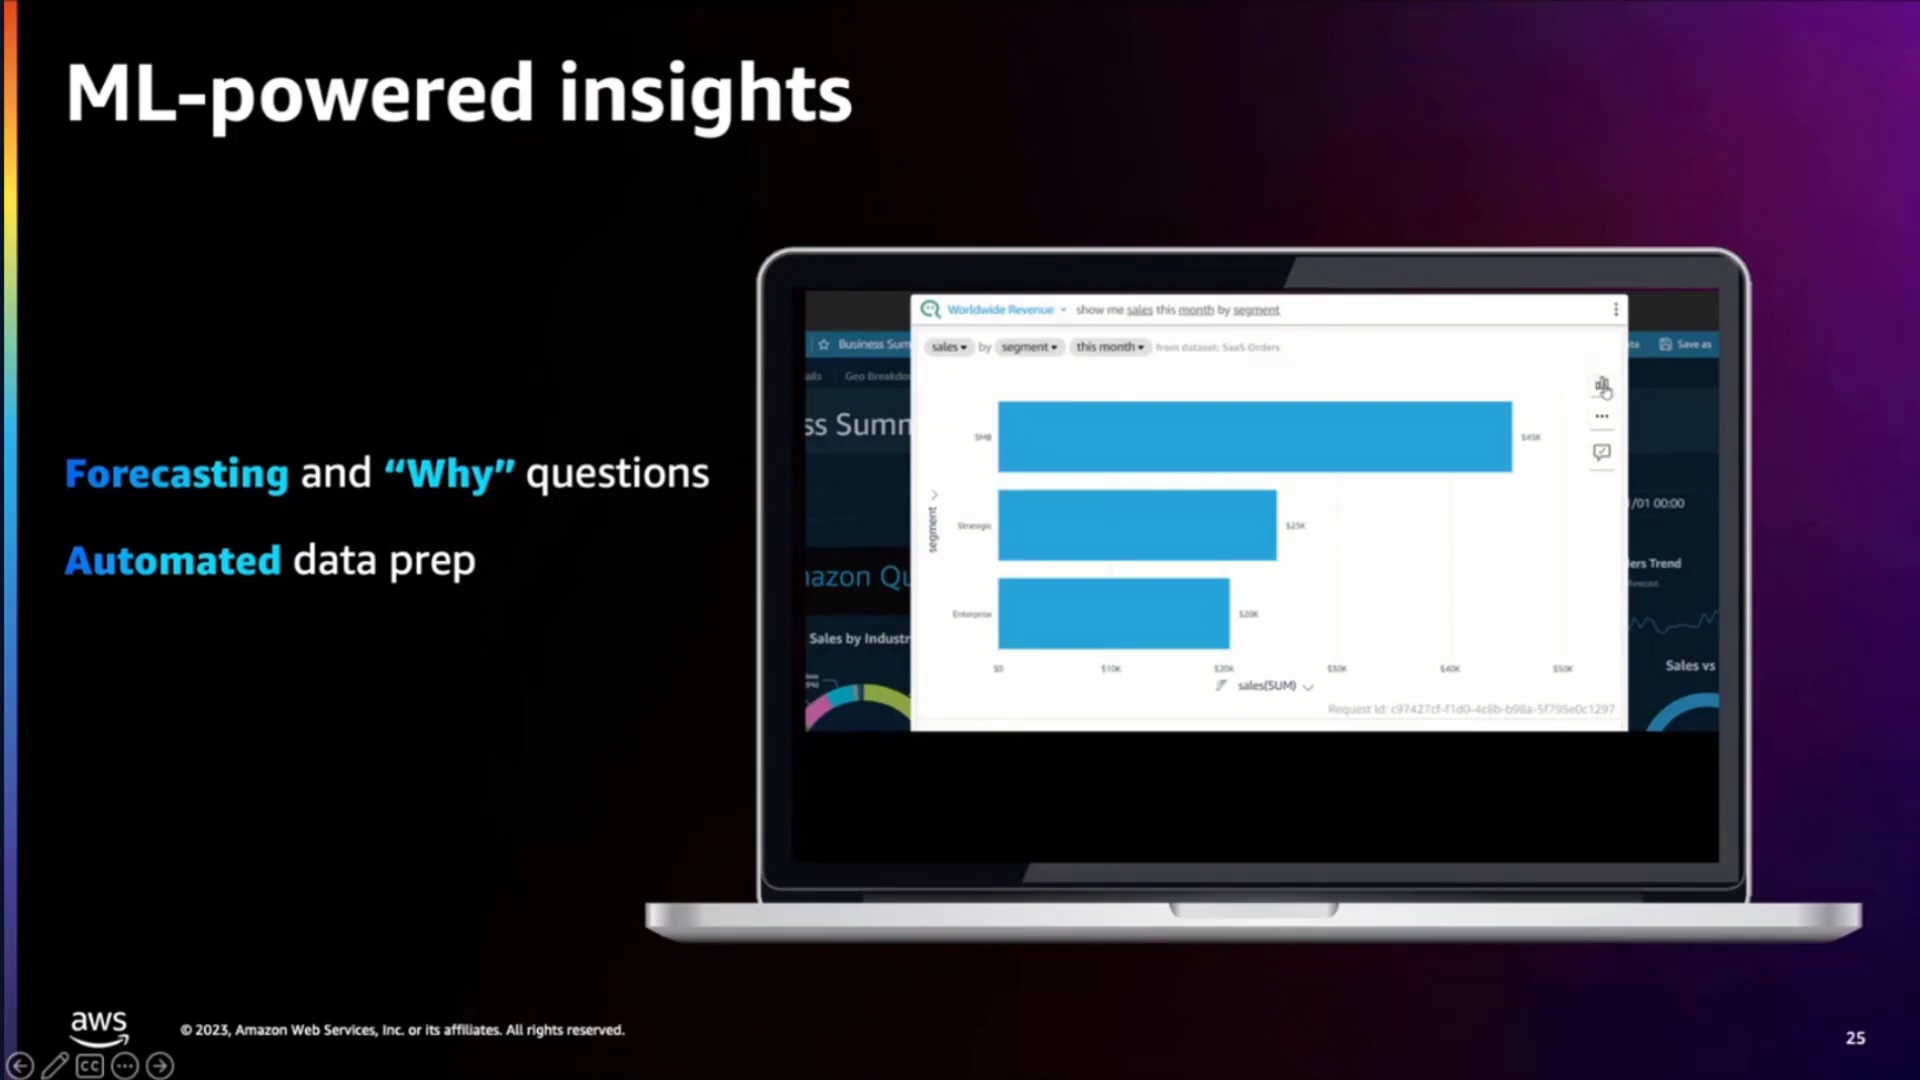 ML-powered insights
Forecasting and “Why” questions
Automated data prep
Worldwide Revenue show me sales this month by segment
sales by segment this month from dataset: SaaS Orders
Business Sum
ata Save as
ails Geo Breakdo
ss Summ
SMB $45K
Strategic $25K
Enterprise $20K
segment
$0 $10K $20K $30K $40K $50K
sales(SUM)
Request Id: c97427cf-f1d0-4c8b-b98a-5f795e0c1297
/01 00:00
ers Trend
forecast
azon Qu
Sales by Industr
Sales vs
aws
© 2023, Amazon Web Services, Inc. or its affiliates. All rights reserved.
25
CC